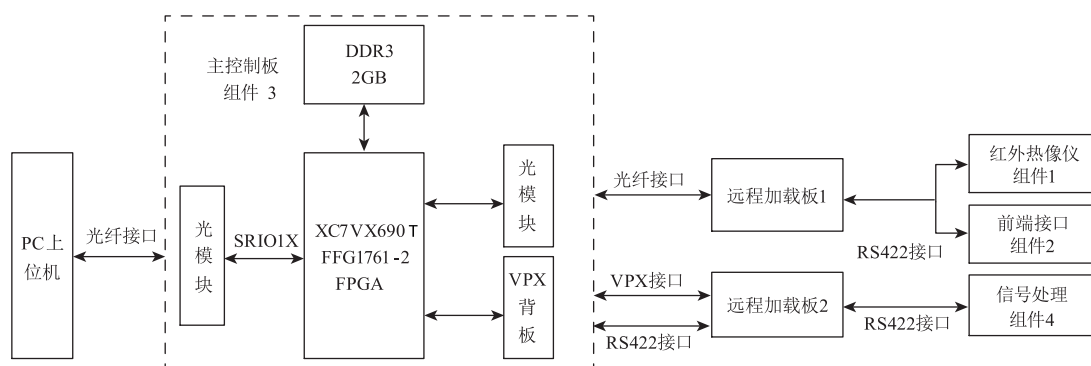 主控制板
组件 3
DDR3
2GB
PC上
位机
光纤接口
光
模
块
SRIO1X
XC7VX690T
FFG1761-2
FPGA
光
模
块
VPX
背
板
光纤接口
远程加载板1
红外热像仪
组件1
前端接口
组件2
RS422接口
VPX接口
RS422接口
远程加载板2
RS422接口
信号处理
组件4